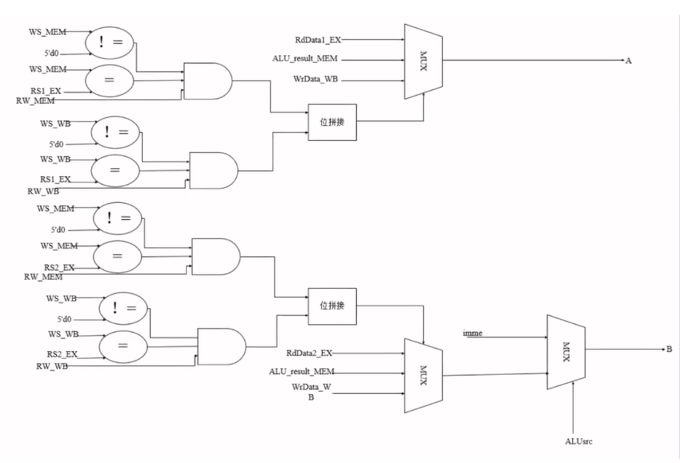 WS_MEM
! =
5'd0
WS_MEM
=
RS1_EX
RW_MEM
WS_WB
! =
5'd0
WS_WB
=
RS1_EX
RW_WB
位拼接
RdData1_EX
ALU_result_MEM
WrData_WB
MUX
A
WS_MEM
! =
5'd0
WS_MEM
=
RS2_EX
RW_MEM
WS_WB
! =
5'd0
WS_WB
=
RS2_EX
RW_WB
位拼接
RdData2_EX
ALU_result_MEM
WrData_W
B
MUX
imme
MUX
B
ALUsrc